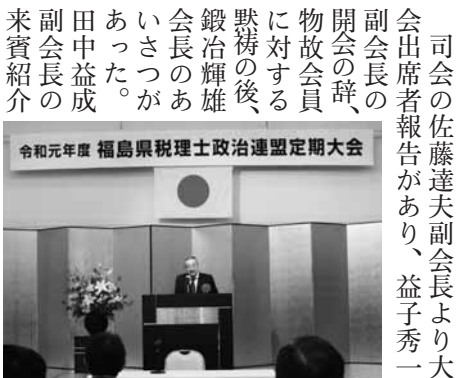 司会の佐藤達夫副会長より大
会出席者報告があり、益子秀一
副会長の
開会の辞、
物故会員
に対する
黙祷の後、
鍛冶輝雄
会長のあ
いさつが
あった。
田中益成
副会長の
来賓紹介
令和元年度 福島県税理士政治連盟定期大会